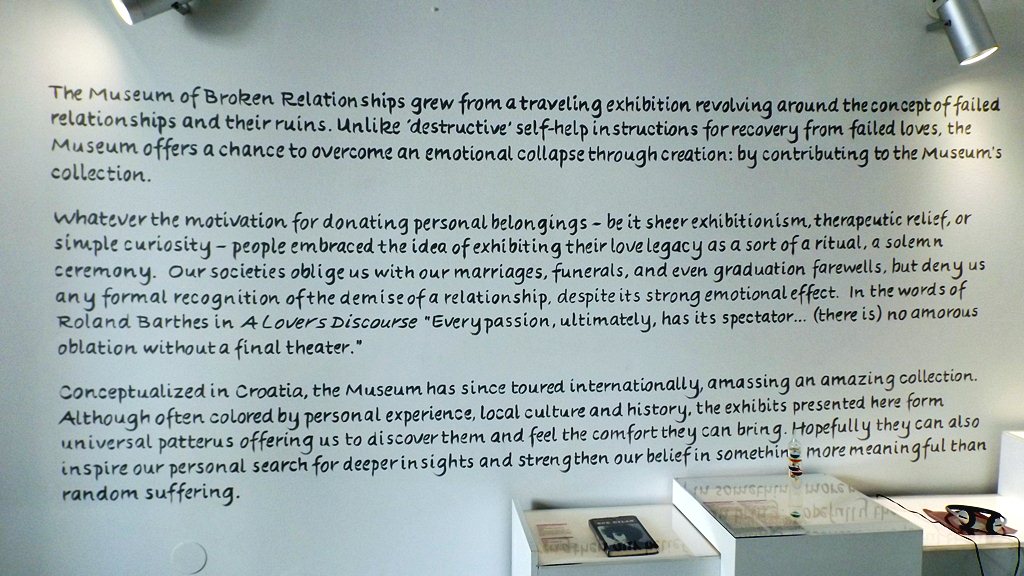 The Museum of Broken Relationships grew from a traveling exhibition revolving around the concept of failed
relationships and their ruins. Unlike 'destructive' self-help instructions for recovery from failed loves, the
Museum offers a chance to overcome an emotional collapse through creation: by contributing to the Museum's
collection.
Whatever the motivation for donating personal belongings – be it sheer exhibitionism, therapeutic relief, or
simple curiosity – people embraced the idea of exhibiting their love legacy as a sort of a ritual, a solemn
ceremony. Our societies oblige us with our marriages, funerals, and even graduation farewells, but deny us
any formal recognition of the demise of a relationship, despite its strong emotional effect. In the words of
Roland Barthes in A Lover's Discourse "Every passion, ultimately, has its spectator... (there is) no amorous
oblation without a final theater."
Conceptualized in Croatia, the Museum has since toured internationally, amassing an amazing collection.
Although often colored by personal experience, local culture and history, the exhibits presented here form
universal patterus offering us to discover them and feel the comfort they can bring. Hopefully they can also
inspire our personal search for deeper insights and strengthen our belief in something more meaningful than
random suffering.